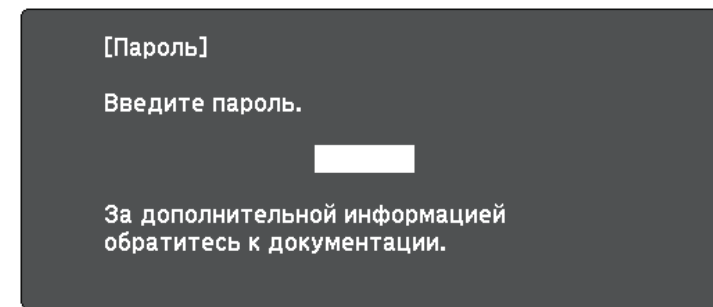 [Пароль]
Введите пароль.
За дополнительной информацией
обратитесь к документации.